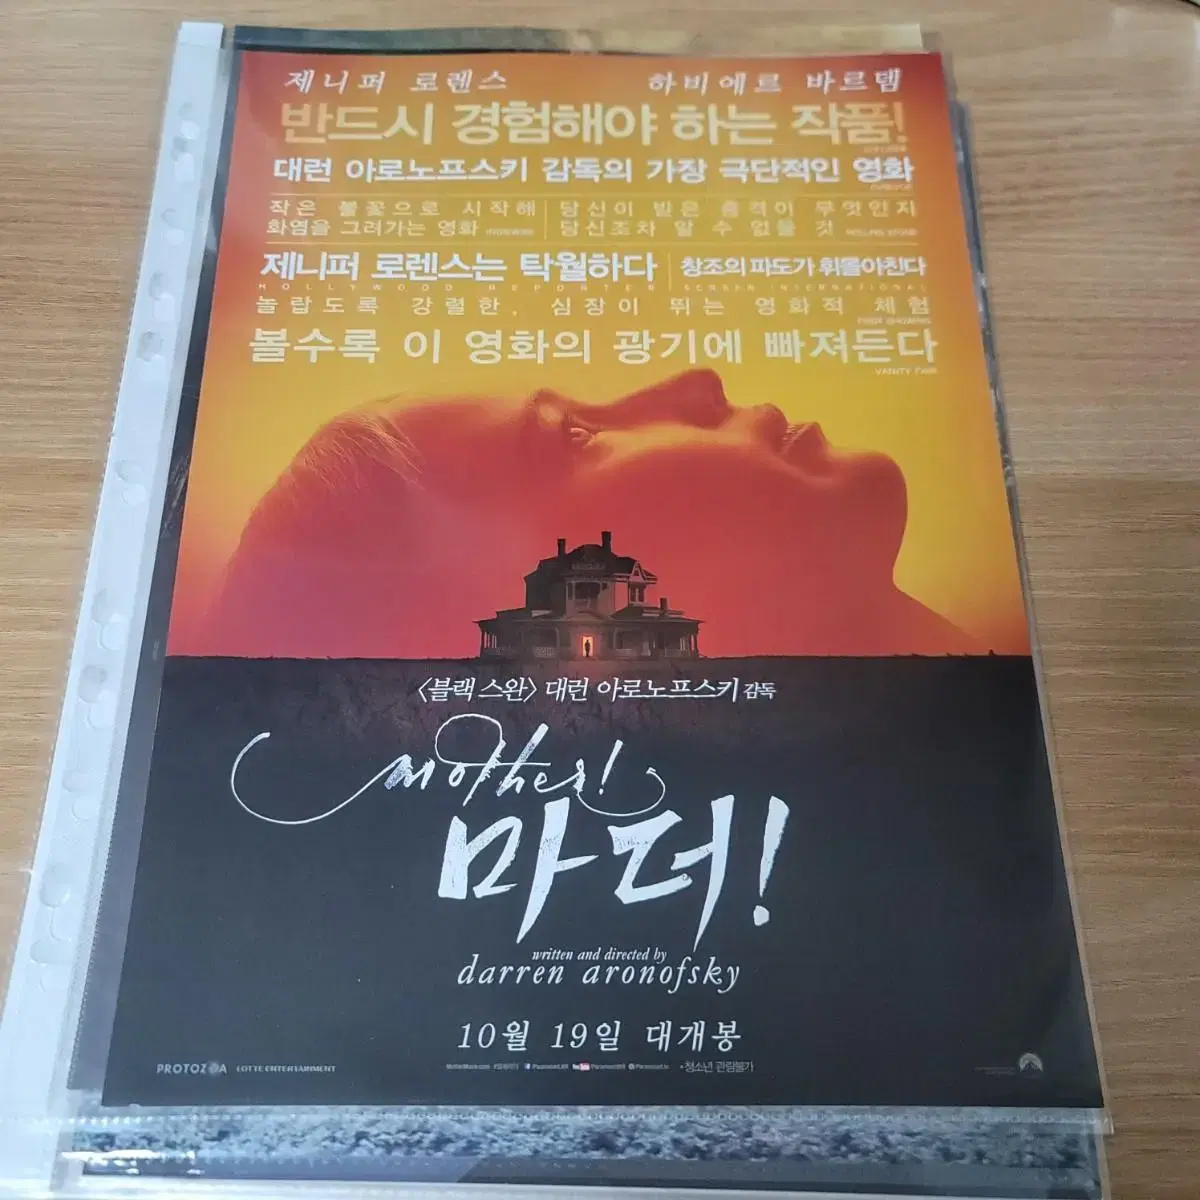 제니퍼 로렌스 하비에르 바르뎀
반드시 경험해야 하는 작품!
대런 아로노프스키 감독의 가장 극단적인 영화
작은 불꽃으로 시작해
화염을 그려가는 영화 INDIEWIRE
당신이 받은 충격이 무엇인지
당신조차 알 수 없을 것 ROLLING STONE
제니퍼 로렌스는 탁월하다
HOLLYWOOD REPORTER
창조의 파도가 휘몰아친다
SCREEN INTERNATIONAL
놀랍도록 강렬한, 심장이 뛰는 영화적 체험
볼수록 이 영화의 광기에 빠져든다
VANITY FAIR
〈블랙 스완〉 대런 아로노프스키 감독
mother!
마더!
written and directed by
darren aronofsky
10월 19일 대개봉
PROTOZOA LOTTE ENTERTAINMENT
청소년 관람불가